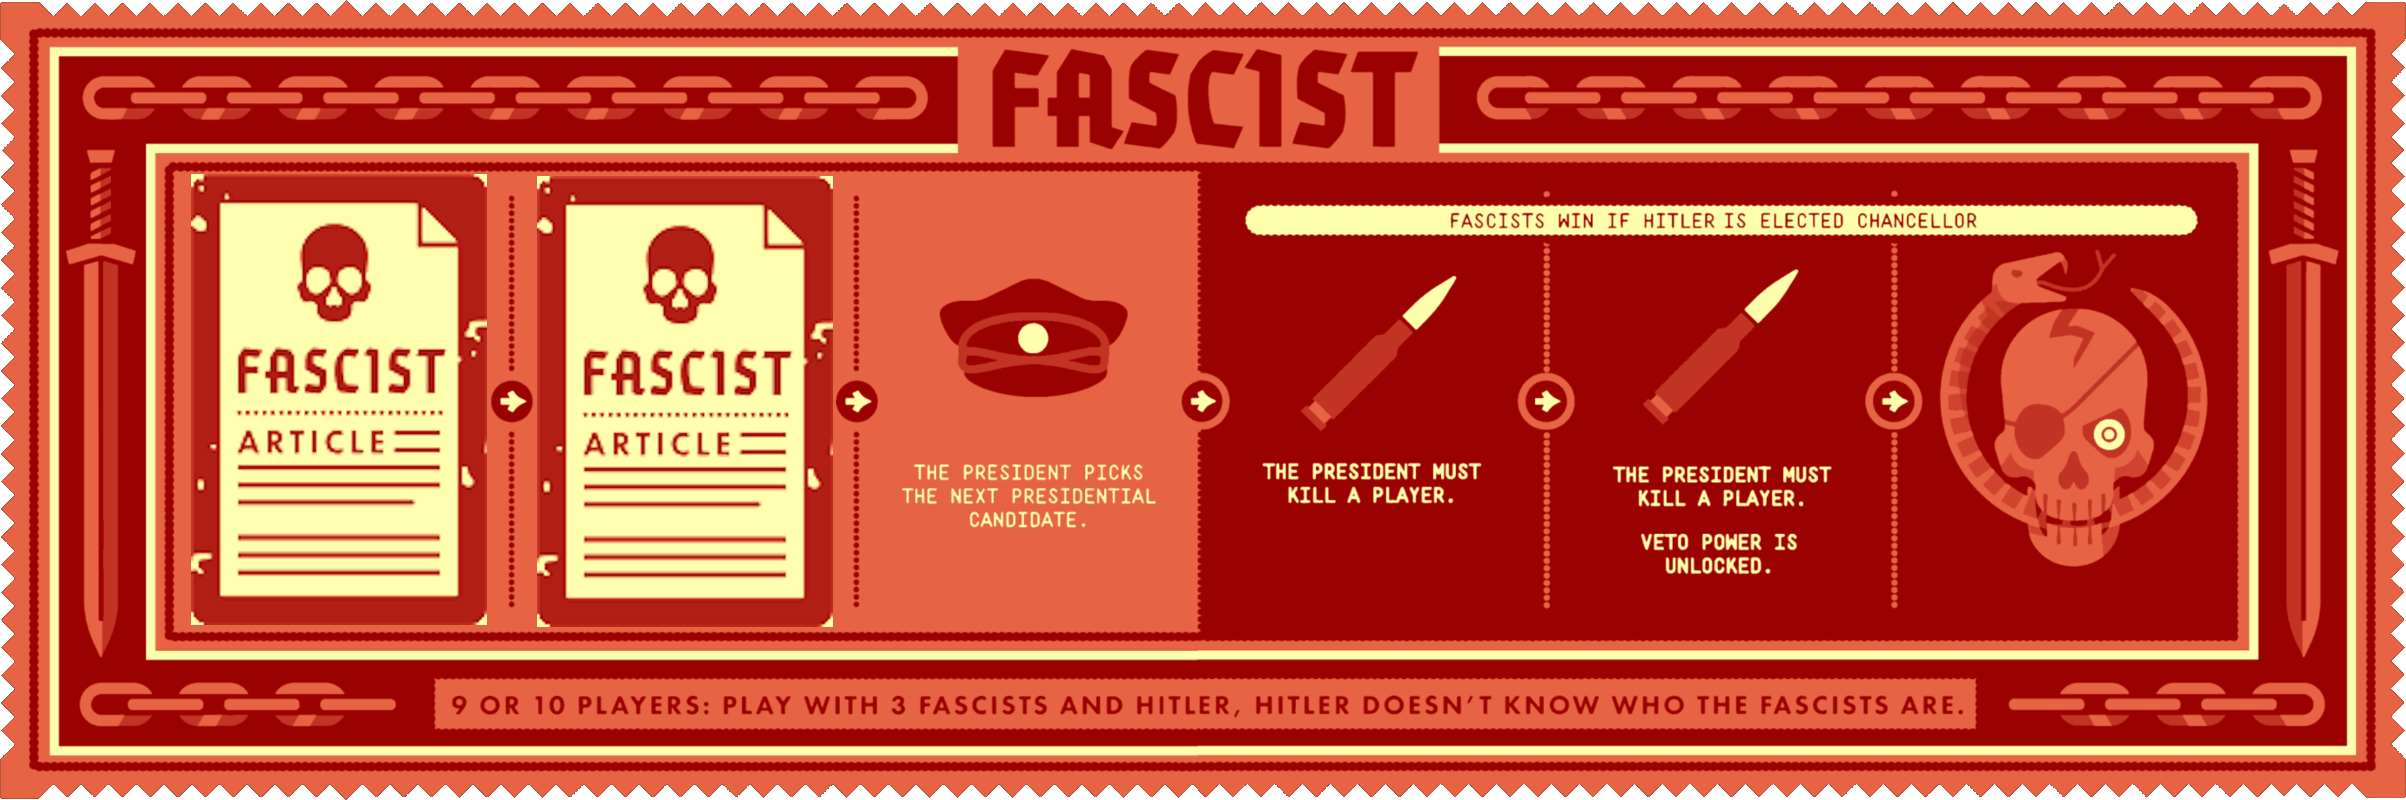 FASCIST
FASCIST
ARTICLE
FASCIST
ARTICLE
THE PRESIDENT PICKS
THE NEXT PRESIDENTIAL
CANDIDATE.
FASCISTS WIN IF HITLER IS ELECTED CHANCELLOR
THE PRESIDENT MUST
KILL A PLAYER.
THE PRESIDENT MUST
KILL A PLAYER.
VETO POWER IS
UNLOCKED.
9 OR 10 PLAYERS: PLAY WITH 3 FASCISTS AND HITLER, HITLER DOESN'T KNOW WHO THE FASCISTS ARE.